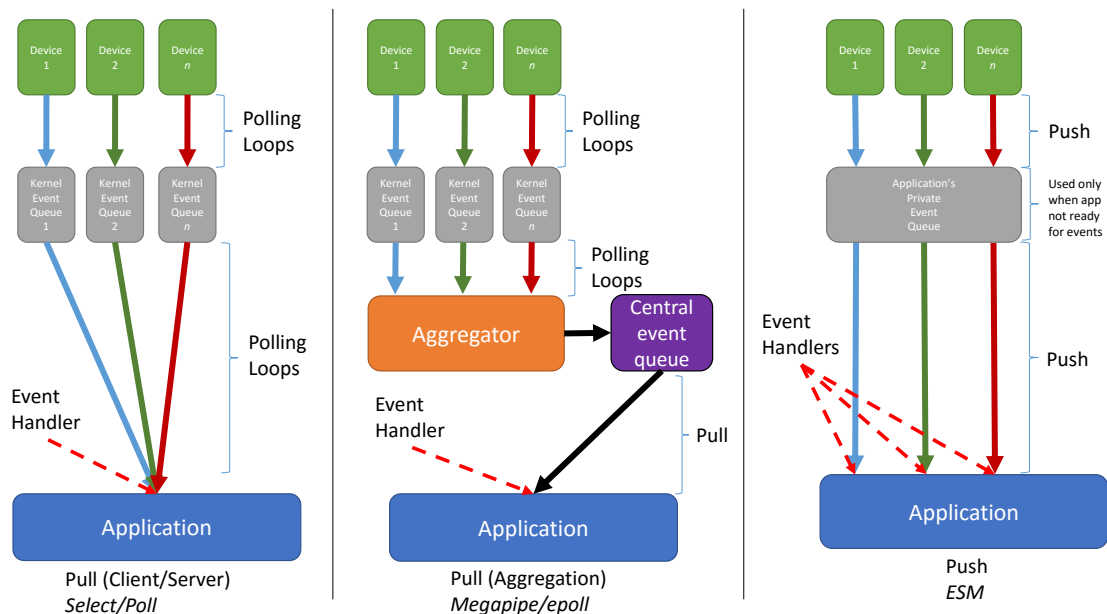 Device
1
Device
2
Device
n
Polling
Loops
Kernel
Event
Queue
1
Kernel
Event
Queue
2
Kernel
Event
Queue
n
Polling
Loops
Event
Handler
Application
Pull (Client/Server)
Select/Poll
Device
1
Device
2
Device
n
Polling
Loops
Kernel
Event
Queue
1
Kernel
Event
Queue
2
Kernel
Event
Queue
n
Polling
Loops
Aggregator
Central
event
queue
Event
Handler
Pull
Application
Pull (Aggregation)
Megapipe/epoll
Device
1
Device
2
Device
n
Push
Application's
Private
Event
Queue
Used only
when app
not ready
for events
Event
Handlers
Push
Application
Push
ESM